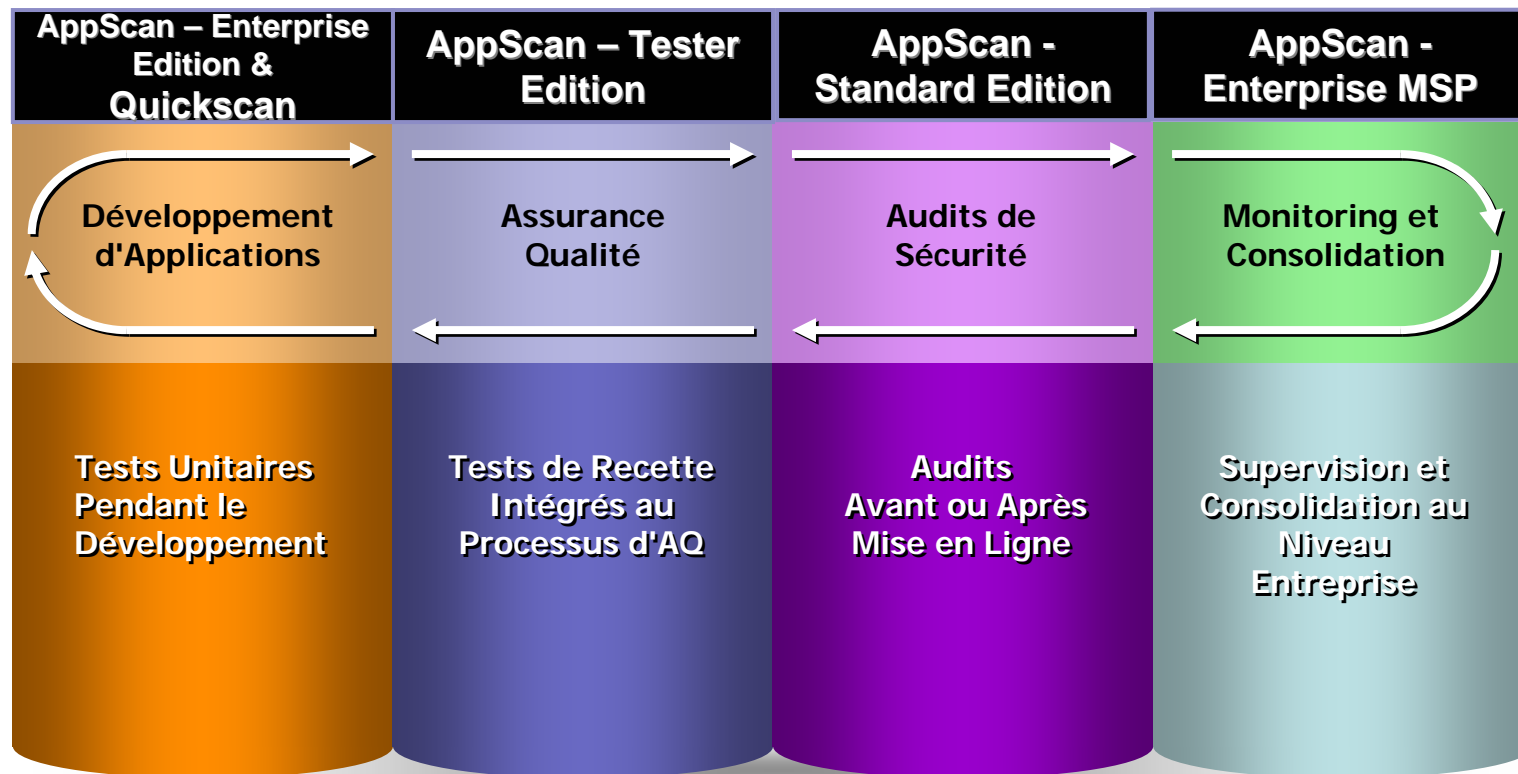 AppScan – Enterprise
Edition &
Quickscan
AppScan – Tester
Edition
AppScan -
Standard Edition
AppScan -
Enterprise MSP
Développement
d'Applications
Assurance
Qualité
Audits de
Sécurité
Monitoring et
Consolidation
Tests Unitaires
Pendant le
Développement
Tests de Recette
Intégrés au
Processus d'AQ
Audits
Avant ou Après
Mise en Ligne
Supervision et
Consolidation au
Niveau
Entreprise